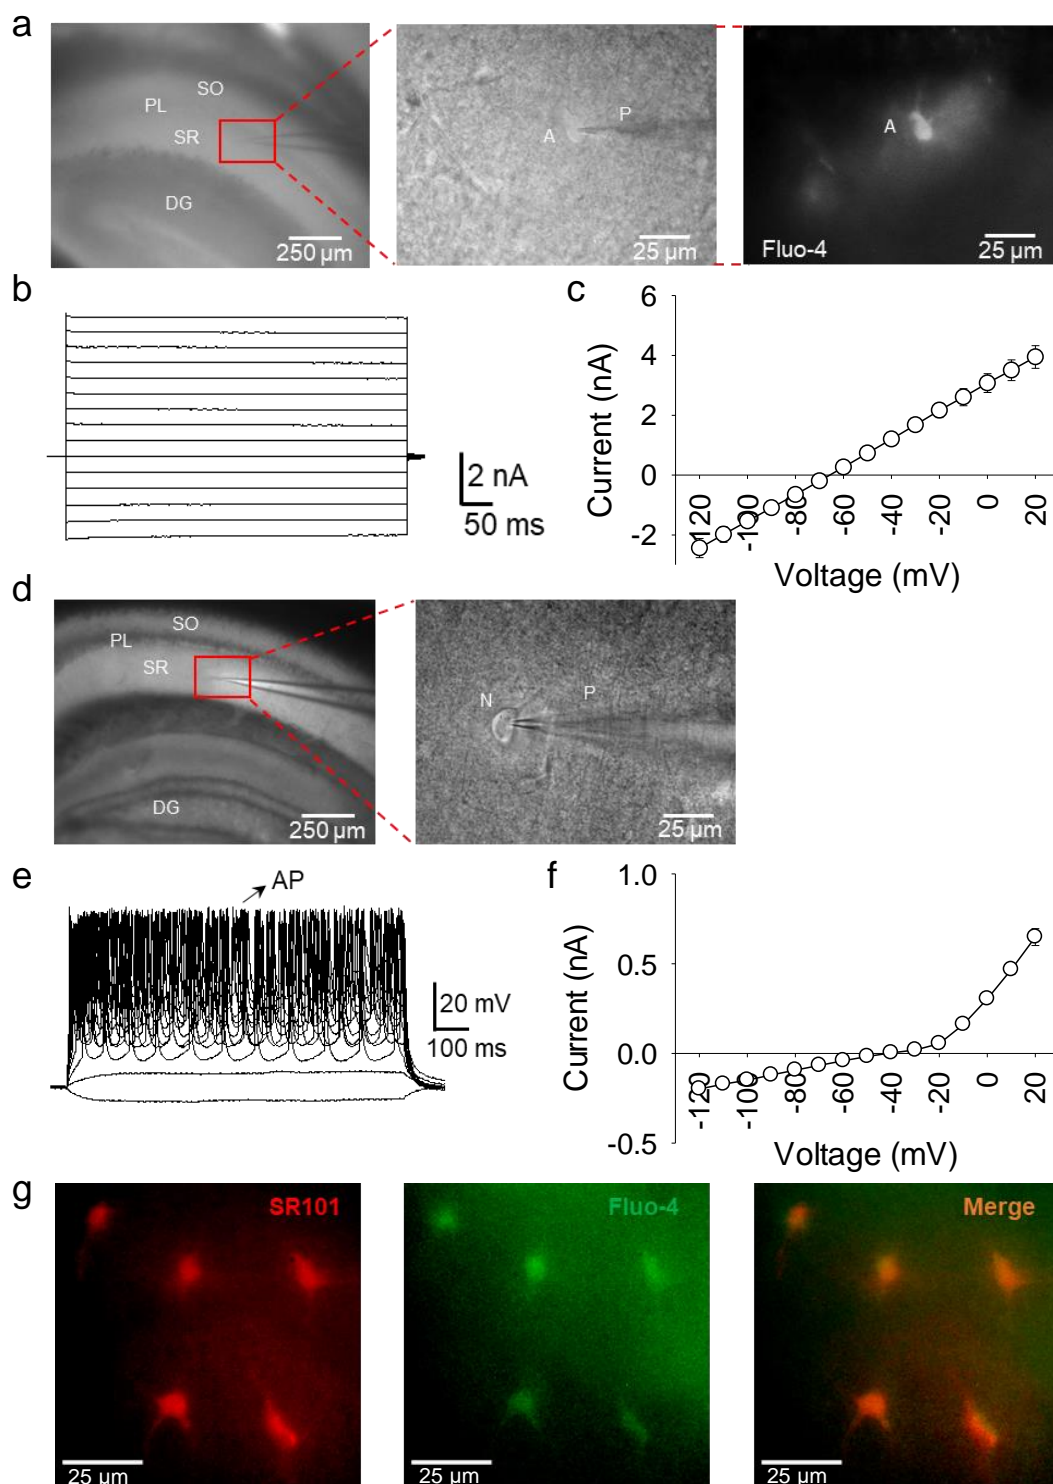 a
SO
PL
SR
DG
250 µm
A
P
25 µm
A
Fluo-4
25 µm
b
2 nA
50 ms
c
Current (nA)
6
4
2
0
-2
-120
-100
-80
-60
-40
-20
0
20
Voltage (mV)
d
SO
PL
SR
DG
250 µm
N
P
25 µm
e
AP
20 mV
100 ms
f
Current (nA)
1.0
0.5
0.0
-0.5
-120
-100
-80
-60
-40
-20
0
20
Voltage (mV)
g
SR101
25 µm
Fluo-4
25 µm
Merge
25 µm